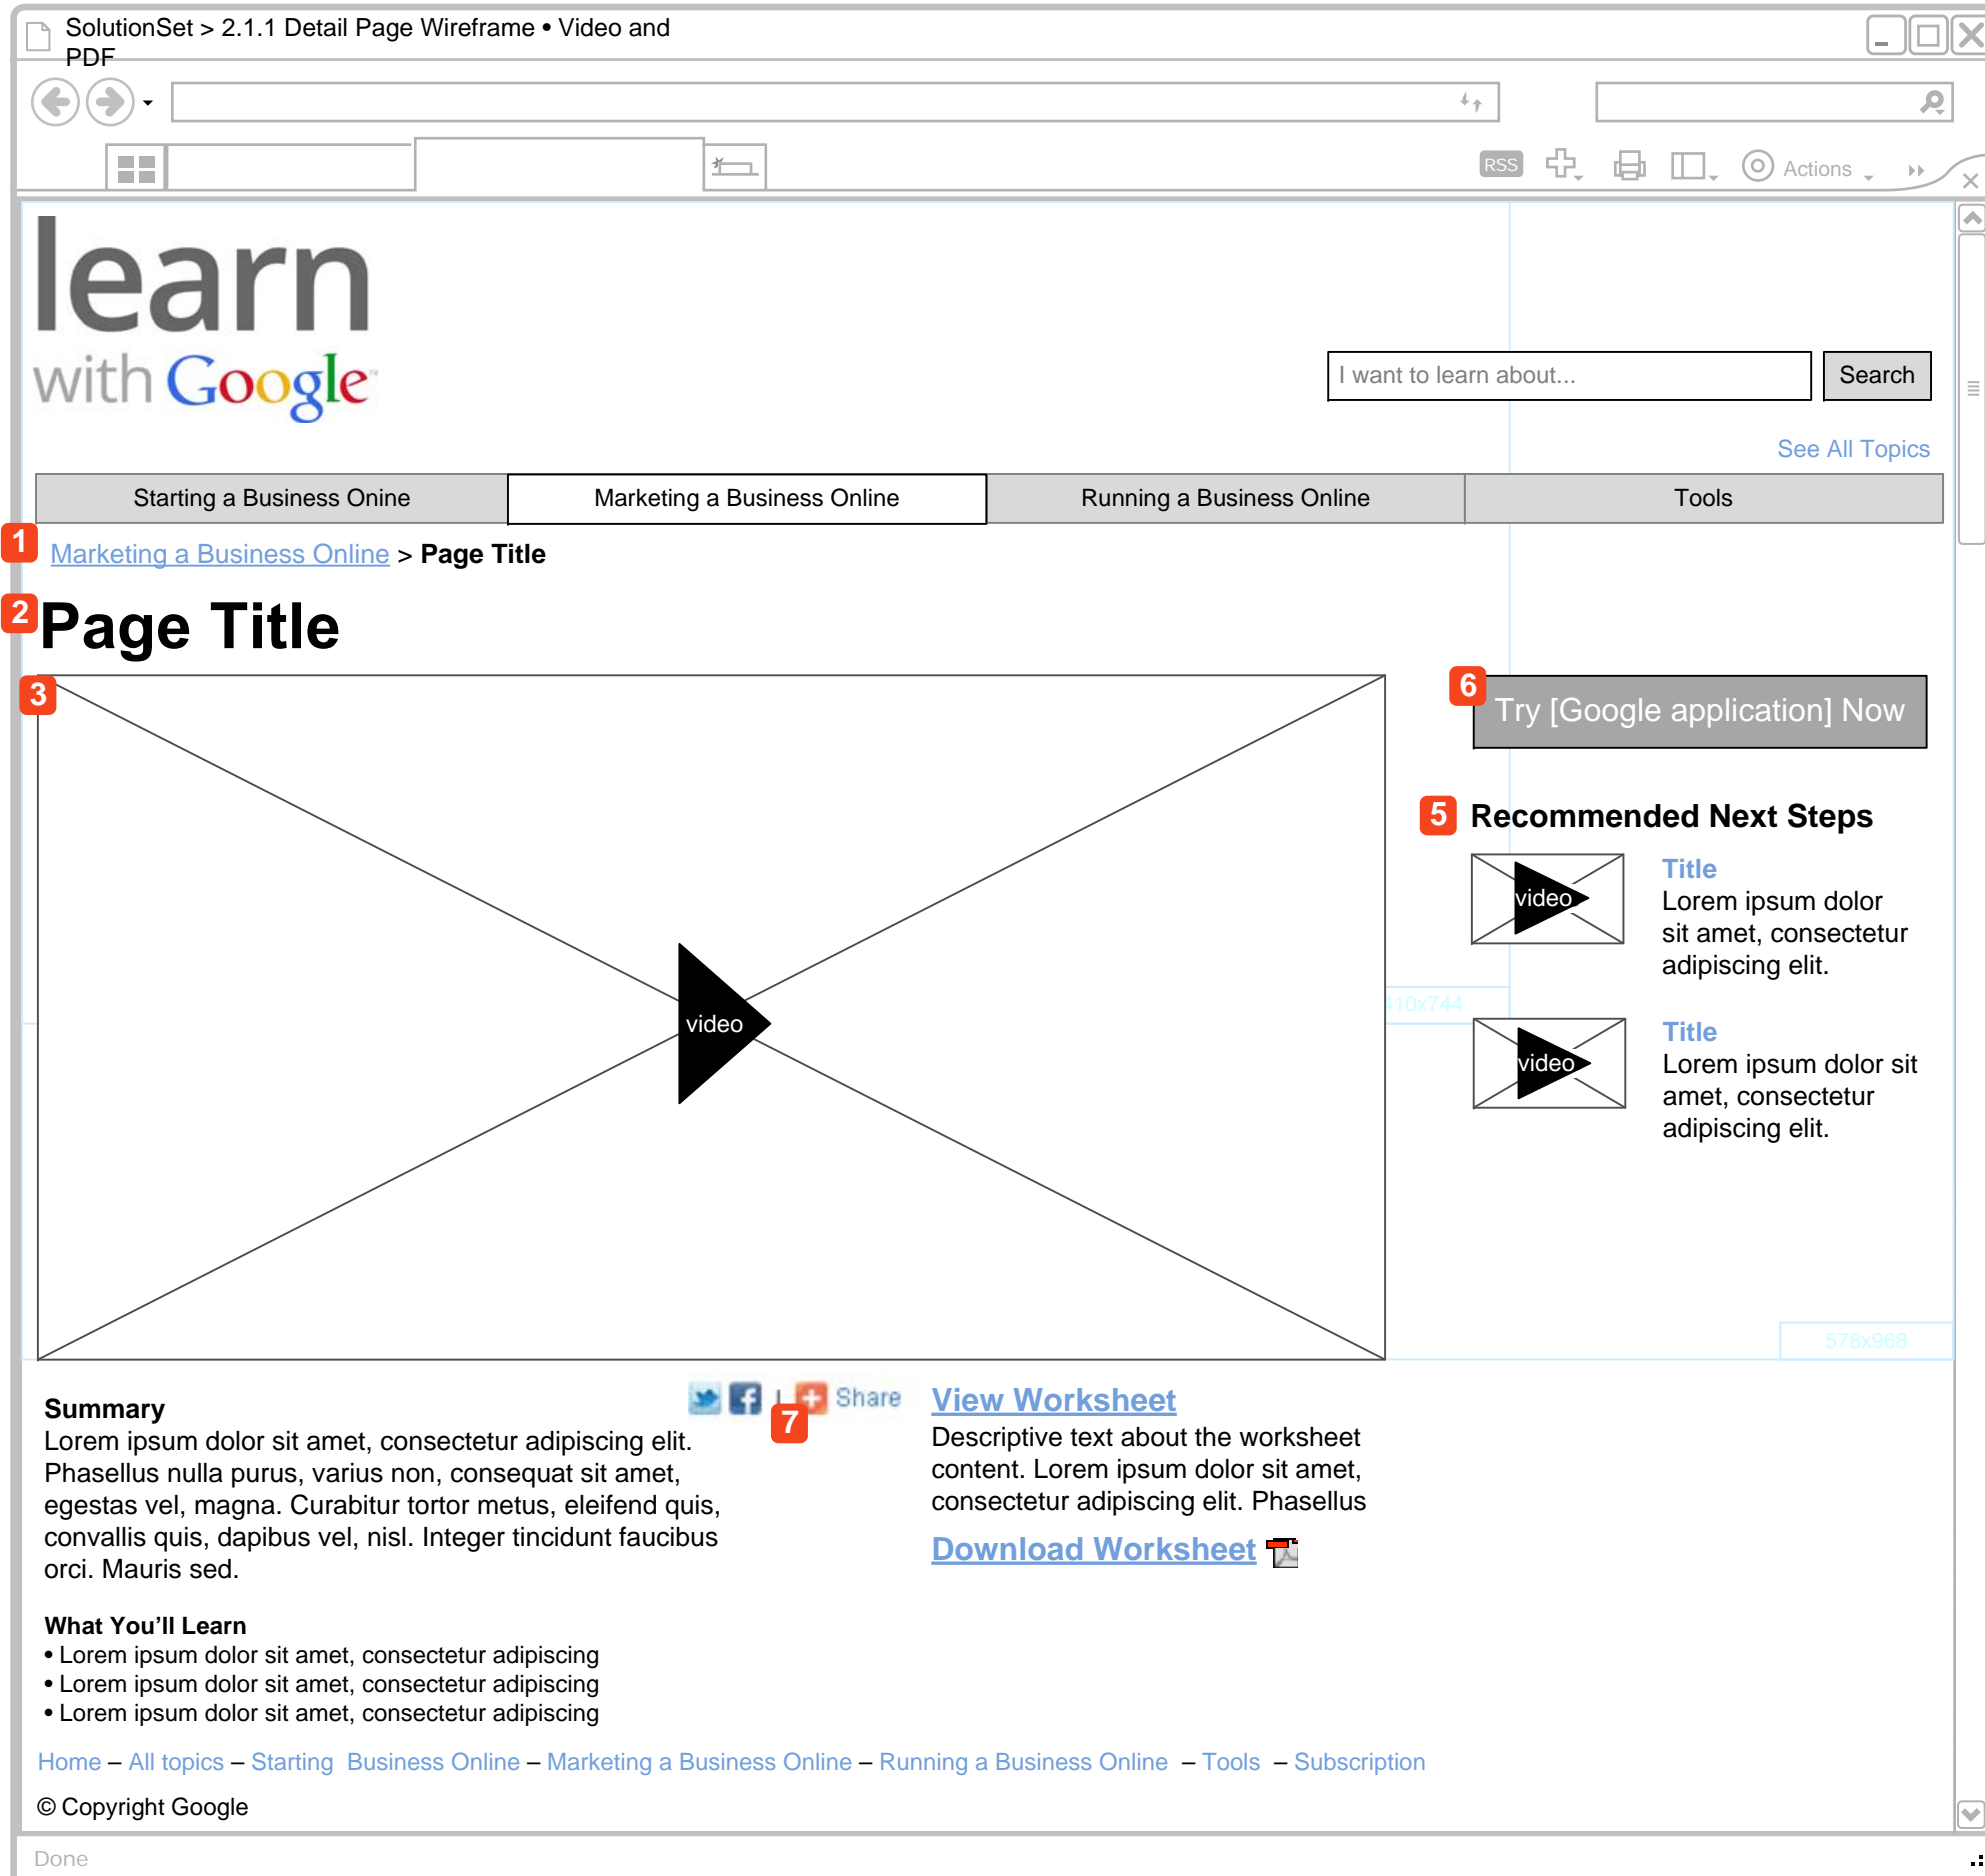 SolutionSet > 2.1.1 Detail Page Wireframe • Video and
PDF
RSS
Actions
learn
with Google™
I want to learn about...
Search
See All Topics
Starting a Business Onine
Marketing a Business Online
Running a Business Online
Tools
1
Marketing a Business Online > Page Title
2
Page Title
3
video
6
Try [Google application] Now
5
Recommended Next Steps
video
Title
Lorem ipsum dolor
sit amet, consectetur
adipiscing elit.
410x744
video
Title
Lorem ipsum dolor sit
amet, consectetur
adipiscing elit.
578x968
Summary
Lorem ipsum dolor sit amet, consectetur adipiscing elit.
Phasellus nulla purus, varius non, consequat sit amet,
egestas vel, magna. Curabitur tortor metus, eleifend quis,
convallis quis, dapibus vel, nisl. Integer tincidunt faucibus
orci. Mauris sed.
| Share
7
View Worksheet
Descriptive text about the worksheet
content. Lorem ipsum dolor sit amet,
consectetur adipiscing elit. Phasellus
Download Worksheet
What You’ll Learn
• Lorem ipsum dolor sit amet, consectetur adipiscing
• Lorem ipsum dolor sit amet, consectetur adipiscing
• Lorem ipsum dolor sit amet, consectetur adipiscing
Home – All topics – Starting Business Online – Marketing a Business Online – Running a Business Online – Tools – Subscription
© Copyright Google
Done